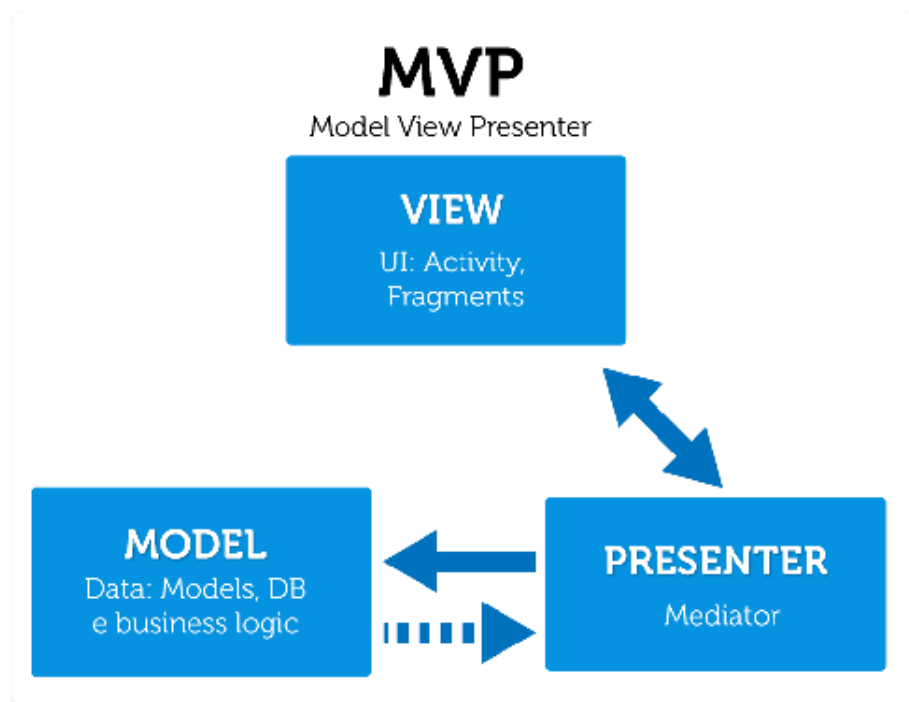 MVP
Model View Presenter
VIEW
UI: Activity,
Fragments
MODEL
Data: Models, DB
e business logic
PRESENTER
Mediator